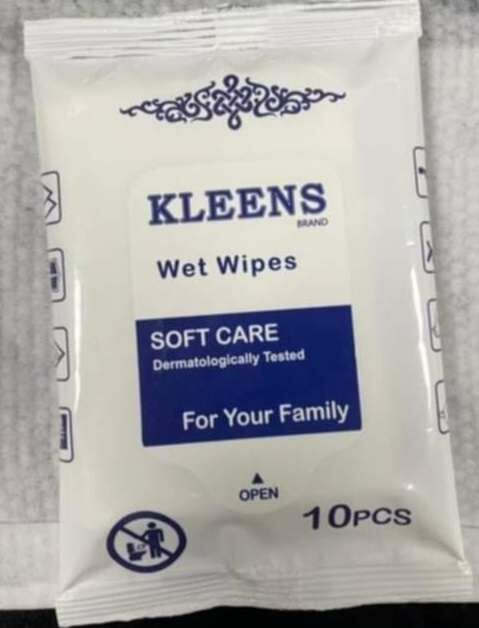 KLEENS
BRAND
Wet Wipes
SOFT CARE
Dermatologically Tested
For Your Family
OPEN
10PCS